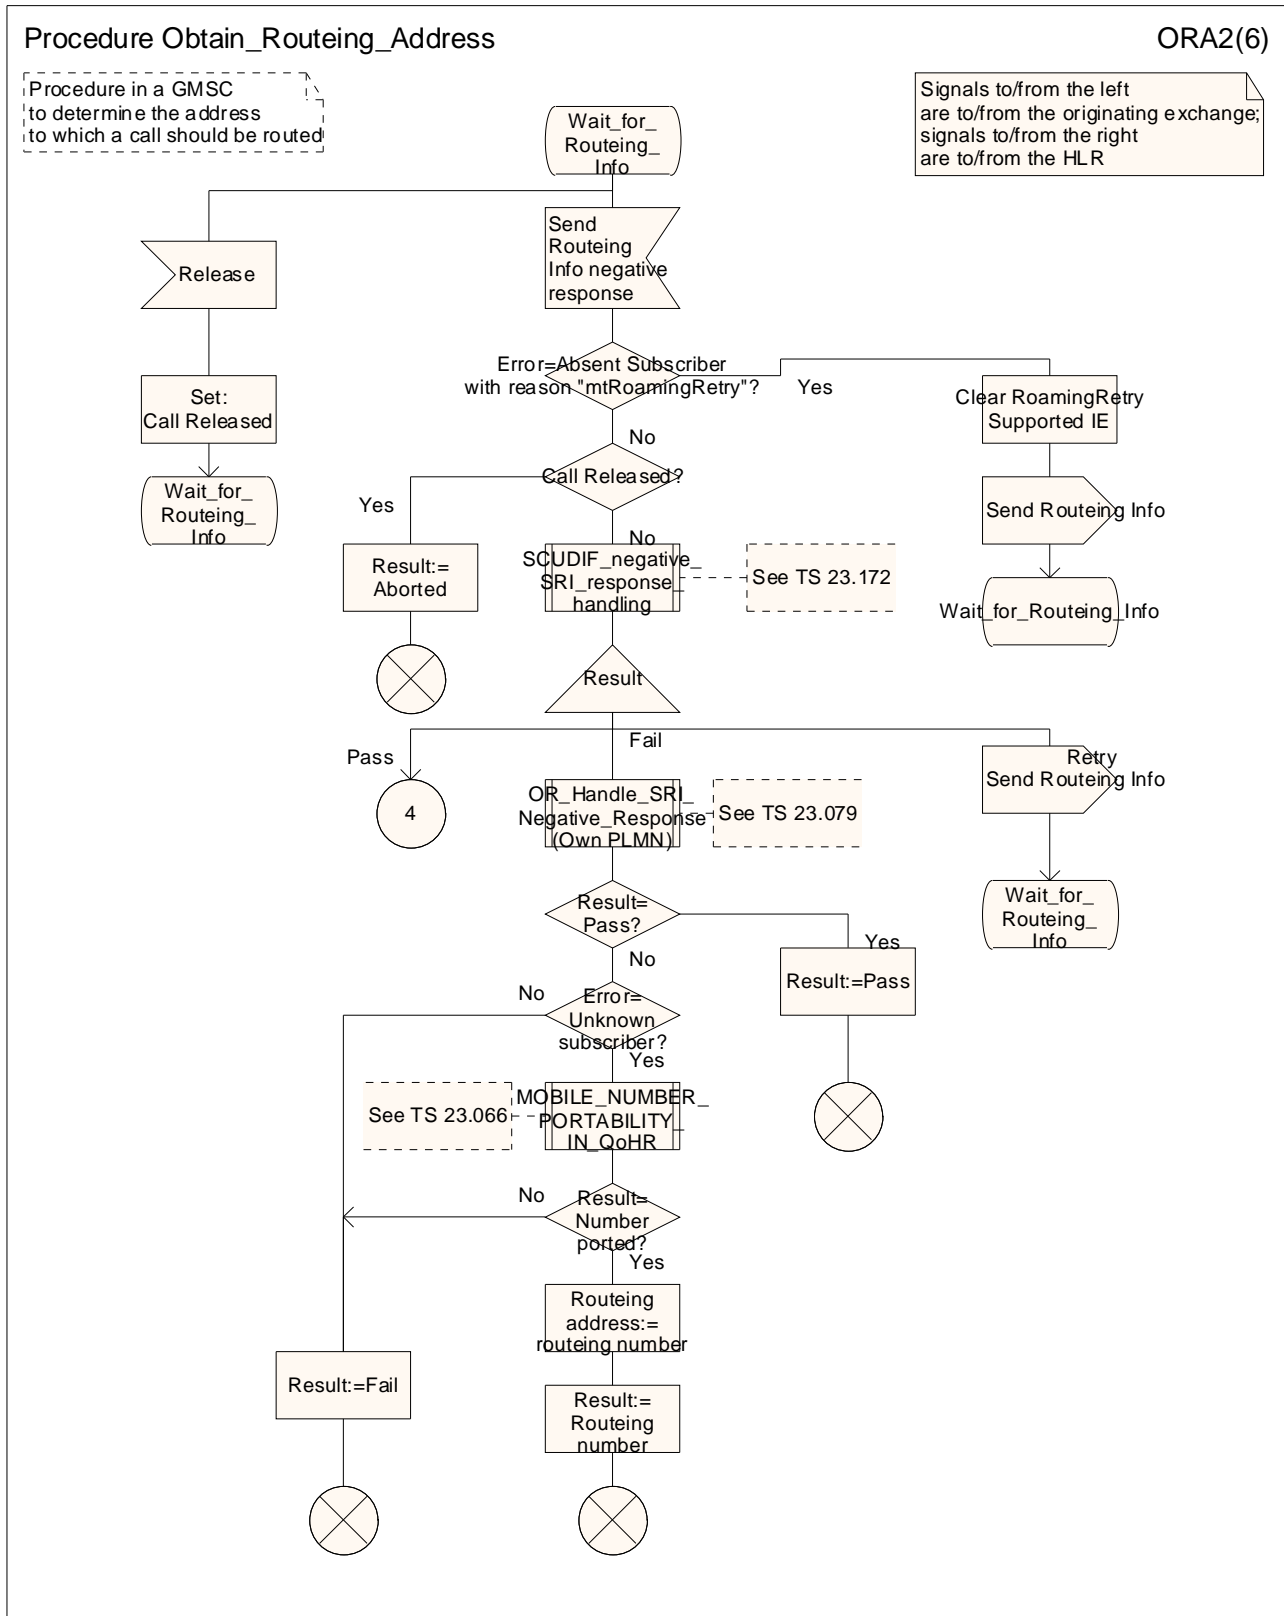 Procedure Obtain_Routeing_Address
ORA2(6)
Procedure in a GMSC
to determine the address
to which a call should be routed
Signals to/from the left
are to/from the originating exchange;
signals to/from the right
are to/from the HLR
Wait_for_
Routeing_
Info
Release
Send
Routeing
Info negative
response
Error=Absent Subscriber
with reason "mtRoamingRetry"?
Yes
Set:
Call Released
Clear RoamingRetry
Supported IE
No
Call Released?
Yes
Wait_for_
Routeing_
Info
Send Routeing Info
No
Result:=
Aborted
SCUDIF_negative_
SRI_response_
handling
See TS 23.172
Wait_for_Routeing_Info
Result
Pass
Fail
Retry
Send Routeing Info
4
OR_Handle_SRI_
Negative_Response
(Own PLMN)
See TS 23.079
Result=
Pass?
Yes
Wait_for_
Routeing_
Info
No
Result:=Pass
Error=
Unknown
subscriber?
No
Yes
See TS 23.066
MOBILE_NUMBER_
PORTABILITY_
IN_QoHR
No
Result=
Number
ported?
Yes
Routeing
address:=
routeing number
Result:=Fail
Result:=
Routeing
number